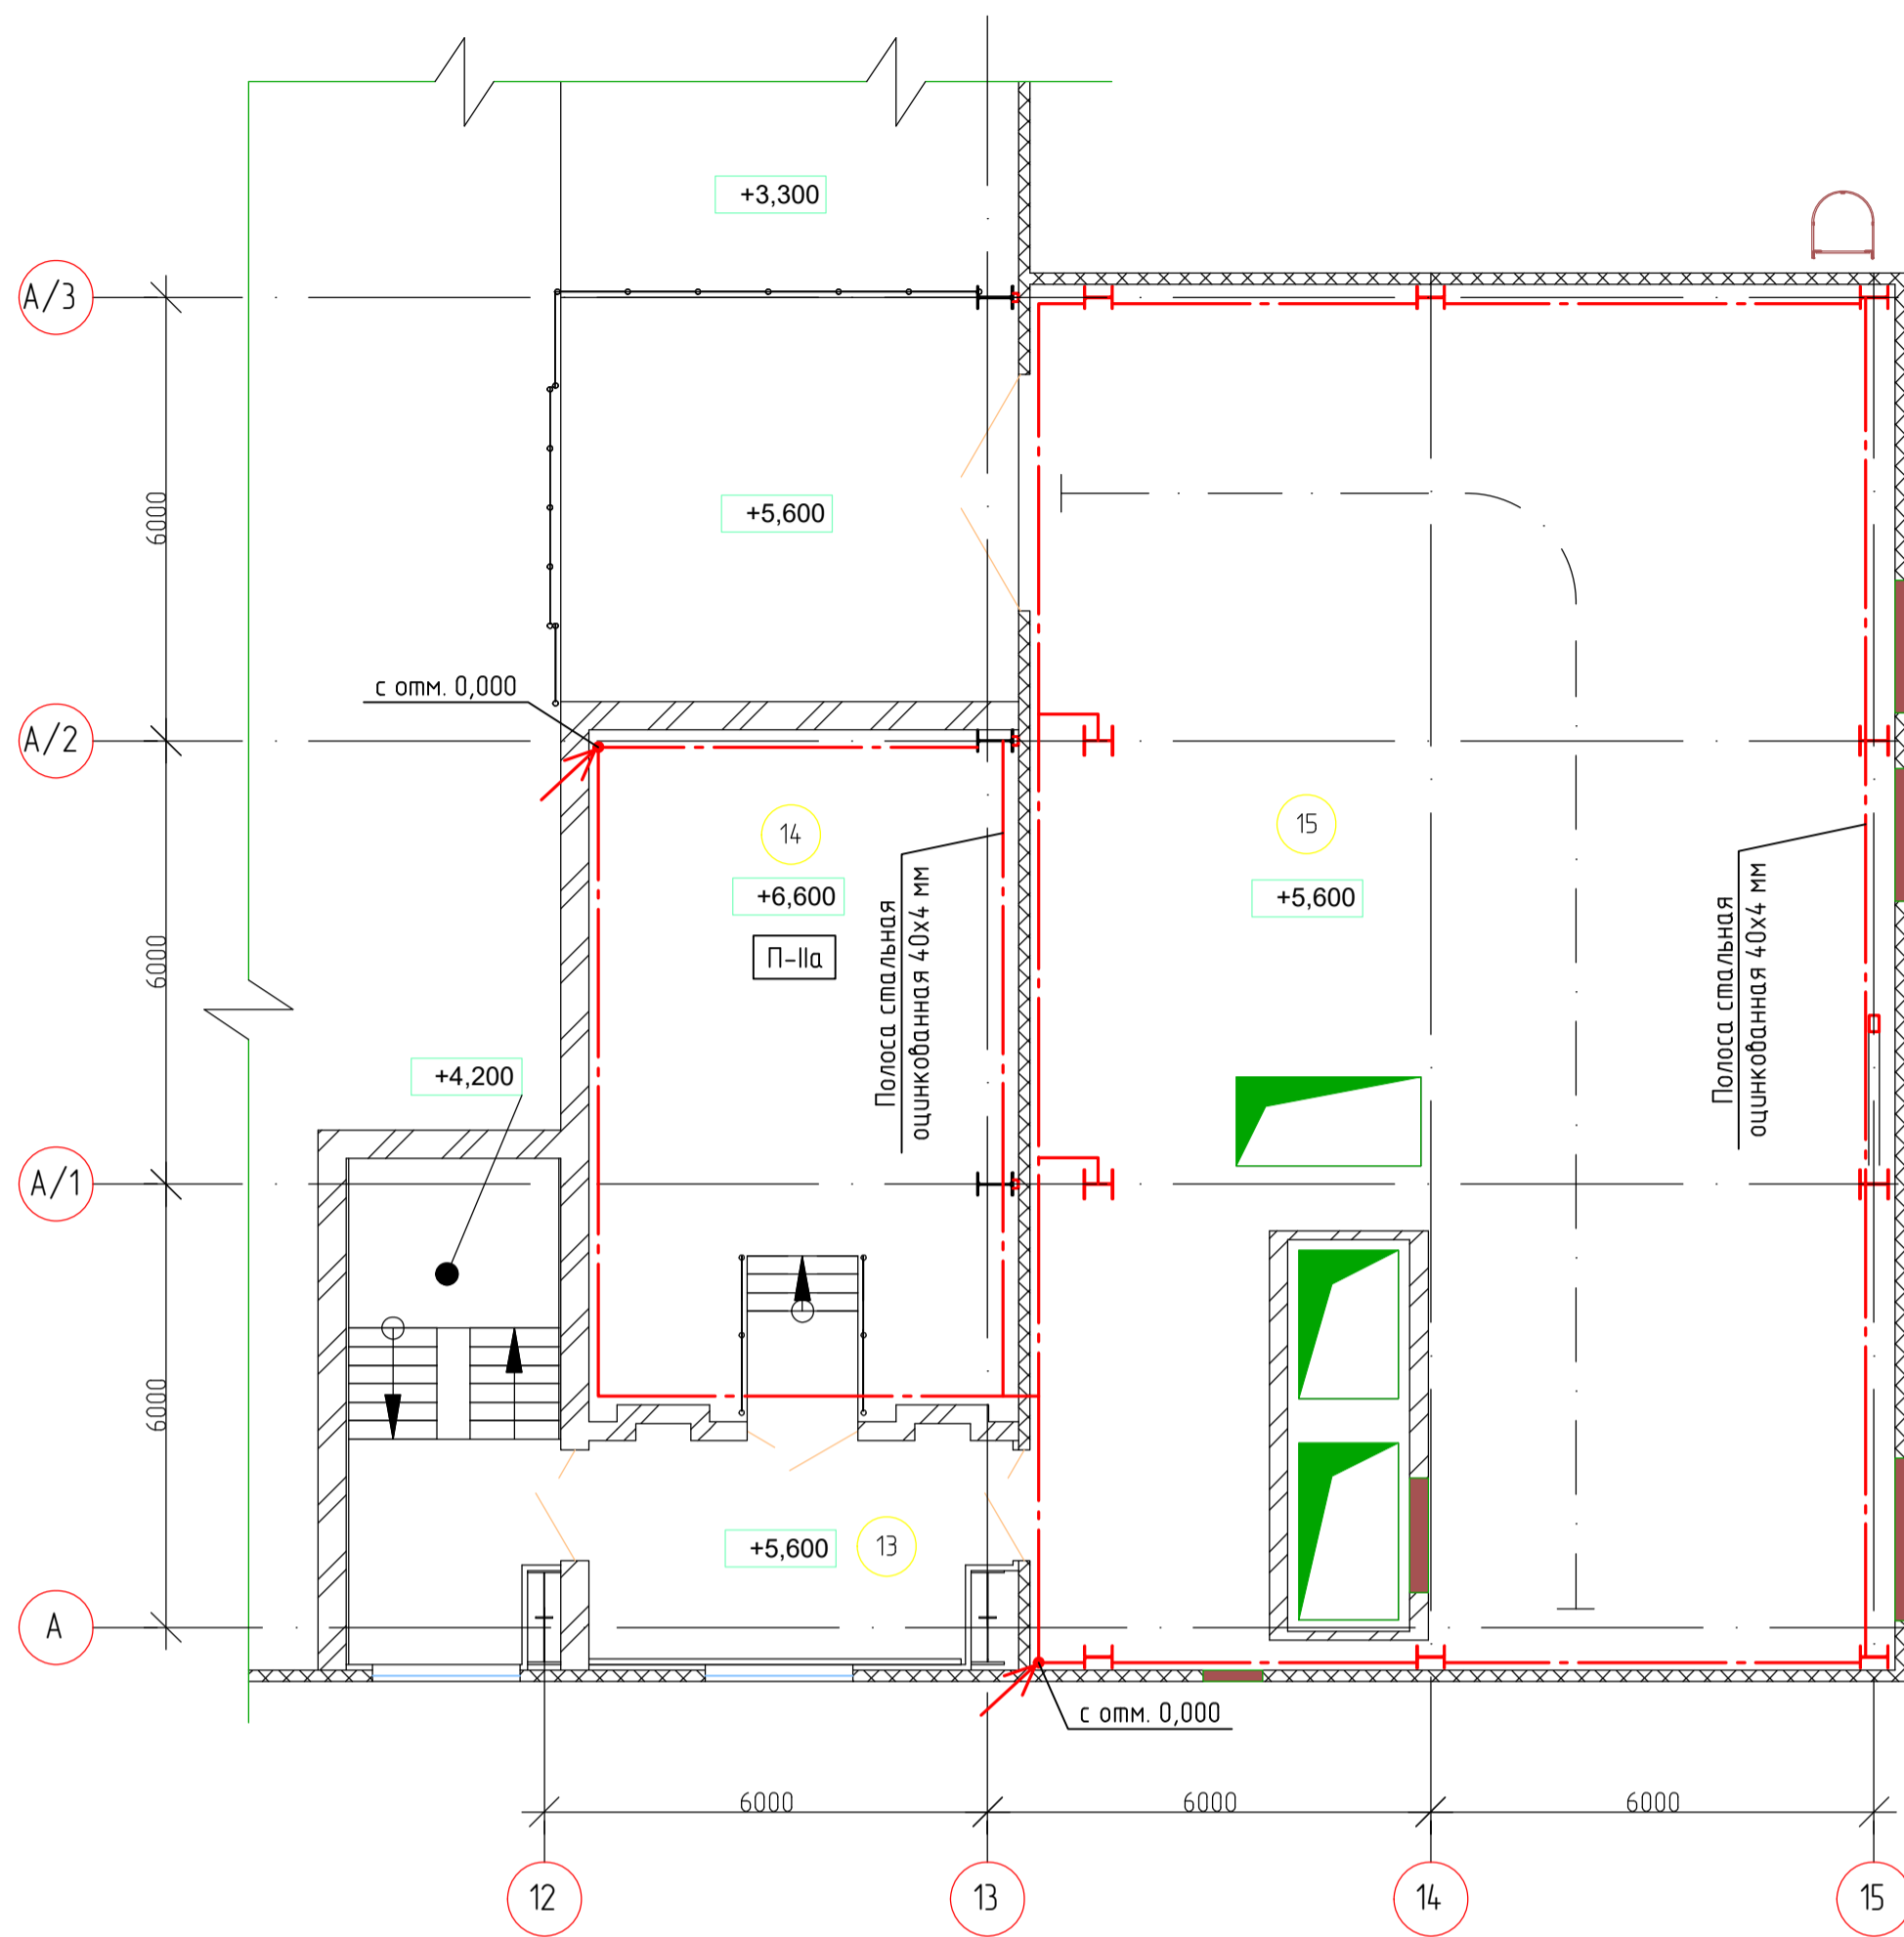 +3,300
А/3
6000
+5,600
с отм. 0,000
А/2
14
15
+6,600
+5,600
П-IIа
Полоса стальная
оцинкованная 40х4 мм
Полоса стальная
оцинкованная 40х4 мм
6000
+4,200
А/1
6000
+5,600
13
А
с отм. 0,000
6000
6000
6000
12
13
14
15